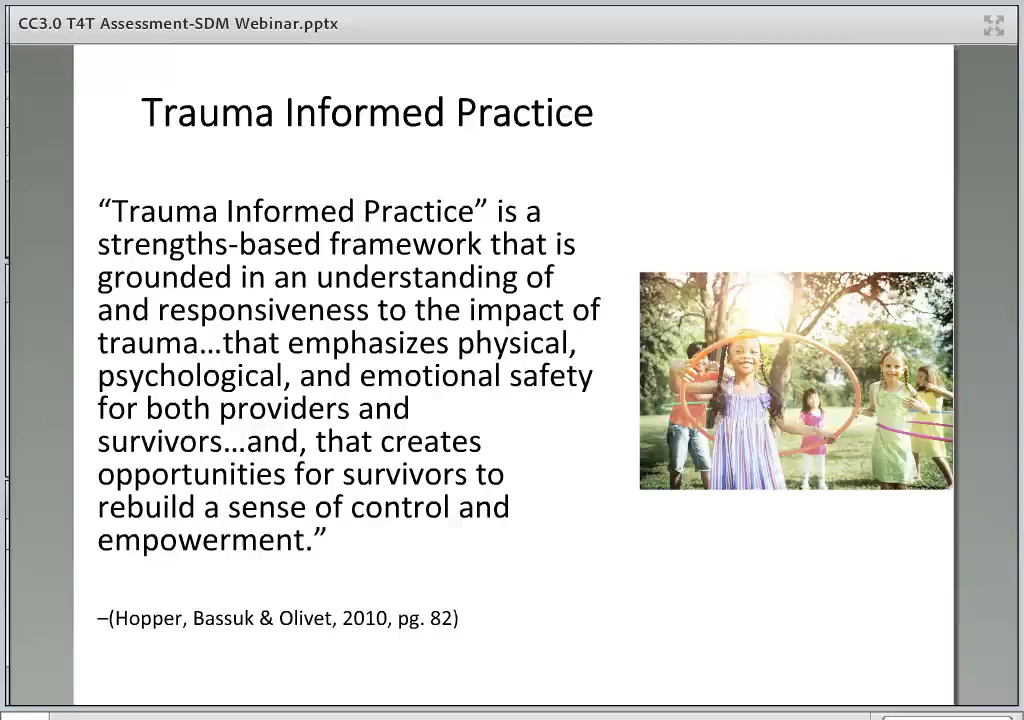 CC3.0 T4T Assessment-SDM Webinar.pptx
Trauma Informed Practice
“Trauma Informed Practice” is a
strengths-based framework that is
grounded in an understanding of
and responsiveness to the impact of
trauma…that emphasizes physical,
psychological, and emotional safety
for both providers and
survivors…and, that creates
opportunities for survivors to
rebuild a sense of control and
empowerment.”
–(Hopper, Bassuk & Olivet, 2010, pg. 82)